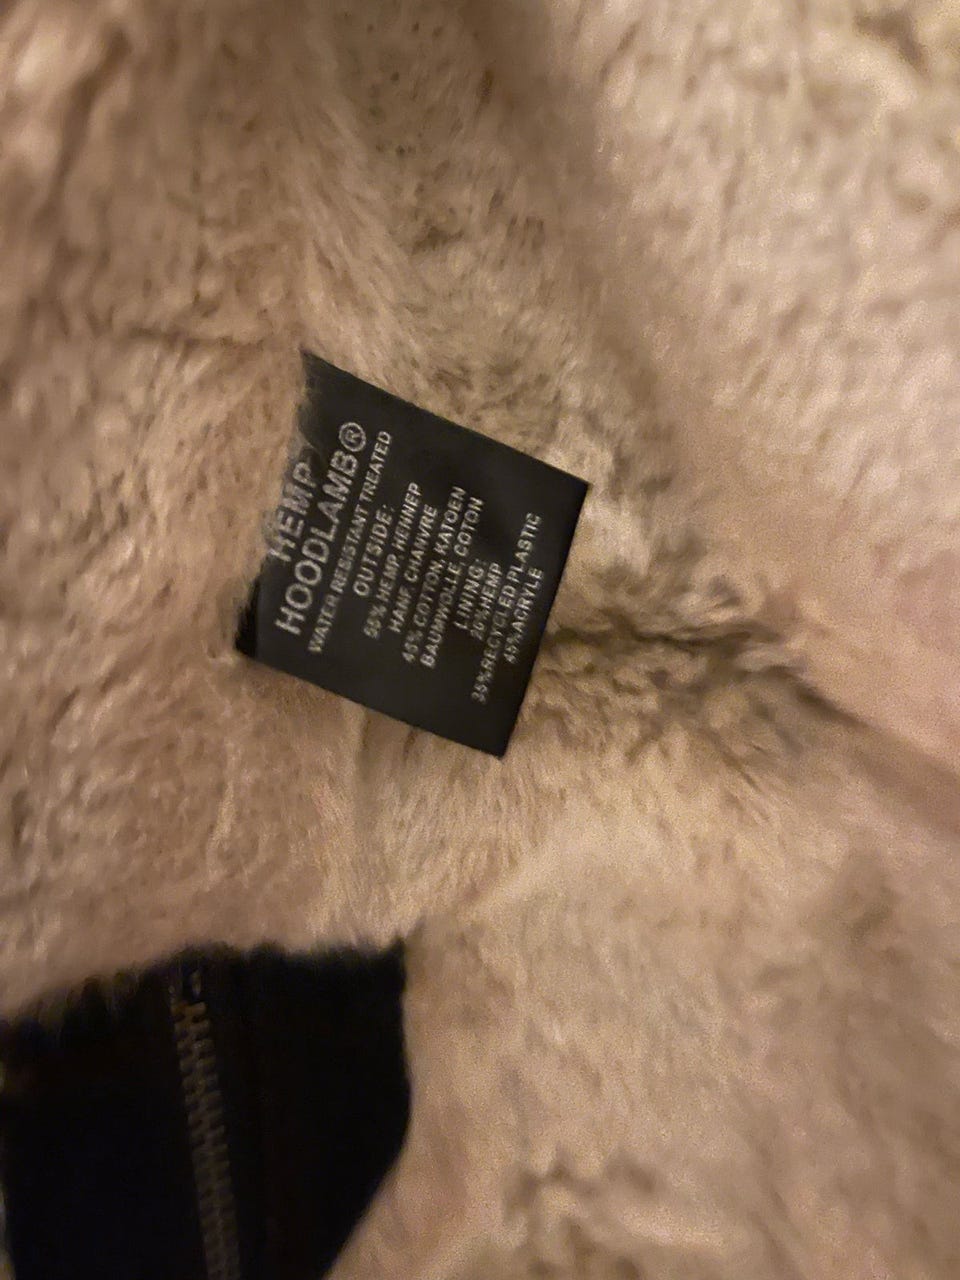 HEMP
HOODLAMB®
WATER RESISTANT TREATED
OUTSIDE:
55% HEMP HENNEP
HANF, CHANVRE
45% COTTON, KATOEN
BAUMWOLLE, COTON
LINING:
20%HEMP
35%RECYCLED PLASTIC
45%ACRYLE